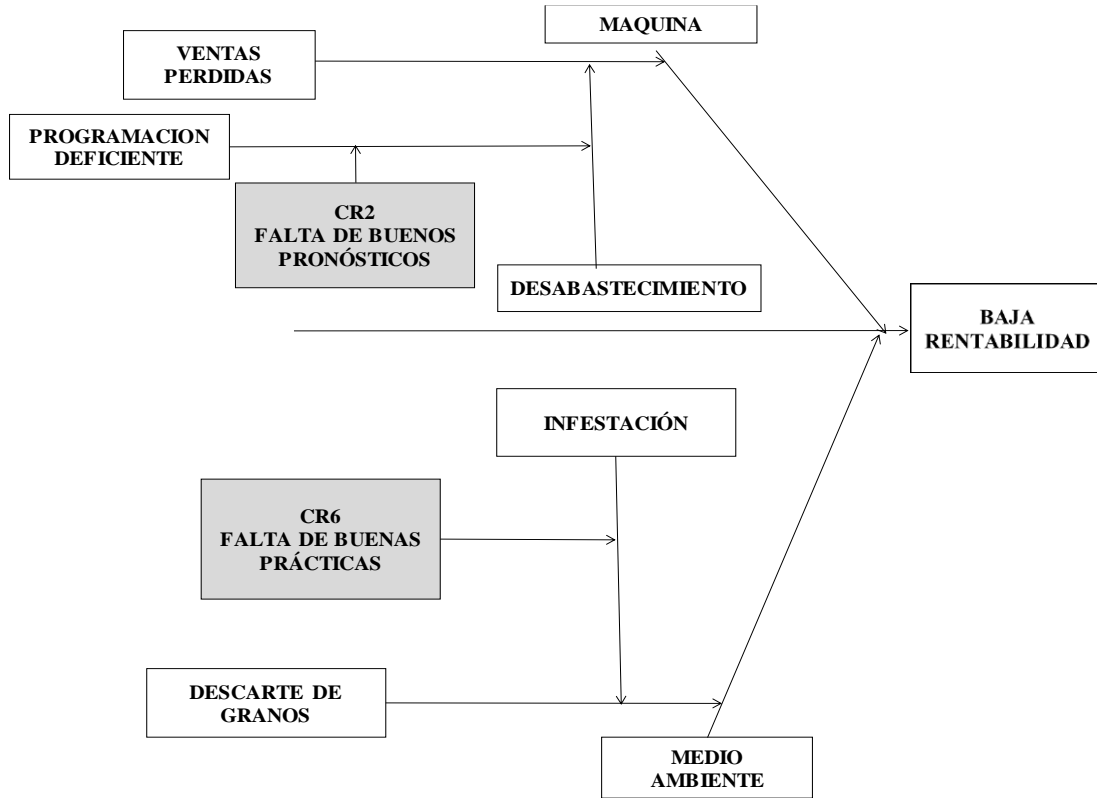 MAQUINA
VENTAS
PERDIDAS
PROGRAMACION
DEFICIENTE
CR2
FALTA DE BUENOS
PRONÓSTICOS
DESABASTECIMIENTO
BAJA
RENTABILIDAD
INFESTACIÓN
CR6
FALTA DE BUENAS
PRÁCTICAS
DESCARTE DE
GRANOS
MEDIO
AMBIENTE